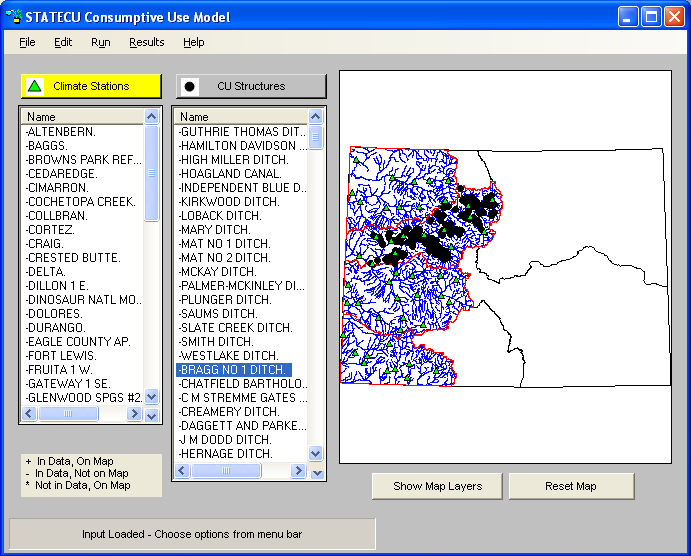 STATECU Consumptive Use Model
File Edit Run Results Help
Climate Stations
CU Structures
Name
-ALTENBERN.
-BAGGS.
-BROWNS PARK REF...
-CEDAREDGE.
-CIMARRON.
-COCHETOPA CREEK.
-COLLBRAN.
-CORTEZ.
-CRAIG.
-CRESTED BUTTE.
-DELTA.
-DILLON 1 E.
-DINOSAUR NATL MO...
-DOLORES.
-DURANGO.
-EAGLE COUNTY AP.
-FORT LEWIS.
-FRUITA 1 W.
-GATEWAY 1 SE.
-GLENWOOD SPGS #2.
Name
-GUTHRIE THOMAS DIT...
-HAMILTON DAVIDSON ...
-HIGH MILLER DITCH.
-HOAGLAND CANAL.
INDEPENDENT BLUE D...
-KIRKWOOD DITCH.
-LOBACK DITCH.
-MARY DITCH.
-MAT NO 1 DITCH.
-MAT NO 2 DITCH.
-MCKAY DITCH.
-PALMER-MCKINLEY DI...
-PLUNGER DITCH.
-SAUMS DITCH.
-SLATE CREEK DITCH.
-SMITH DITCH.
-WESTLAKE DITCH.
-BRAGG NO 1 DITCH.
-CHATFIELD BARTHOLO...
-C M STREMME GATES ...
-CREAMERY DITCH.
-DAGGETT AND PARKE...
-J M DODD DITCH.
-HERNAGE DITCH.
+ In Data, On Map
- In Data, Not on Map
* Not in Data, On Map
Show Map Layers
Reset Map
Input Loaded - Choose options from menu bar